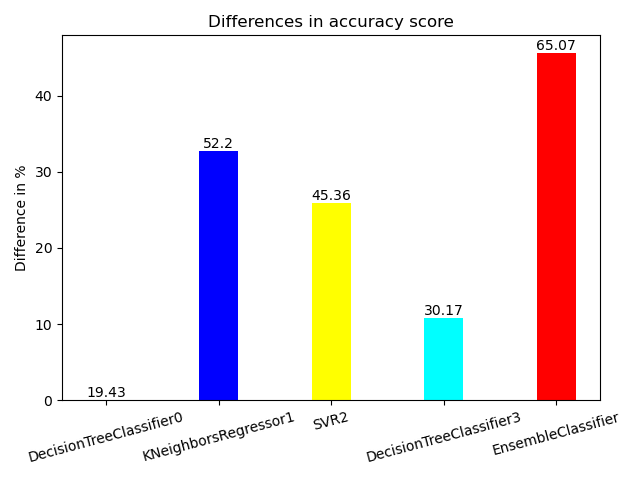 Differences in accuracy score
65.07
52.2
45.36
30.17
19.43
Difference in %
40
30
20
10
0
DecisionTreeClassifier0
KNeighborsRegressor1
SVR2
DecisionTreeClassifier3
EnsembleClassifier